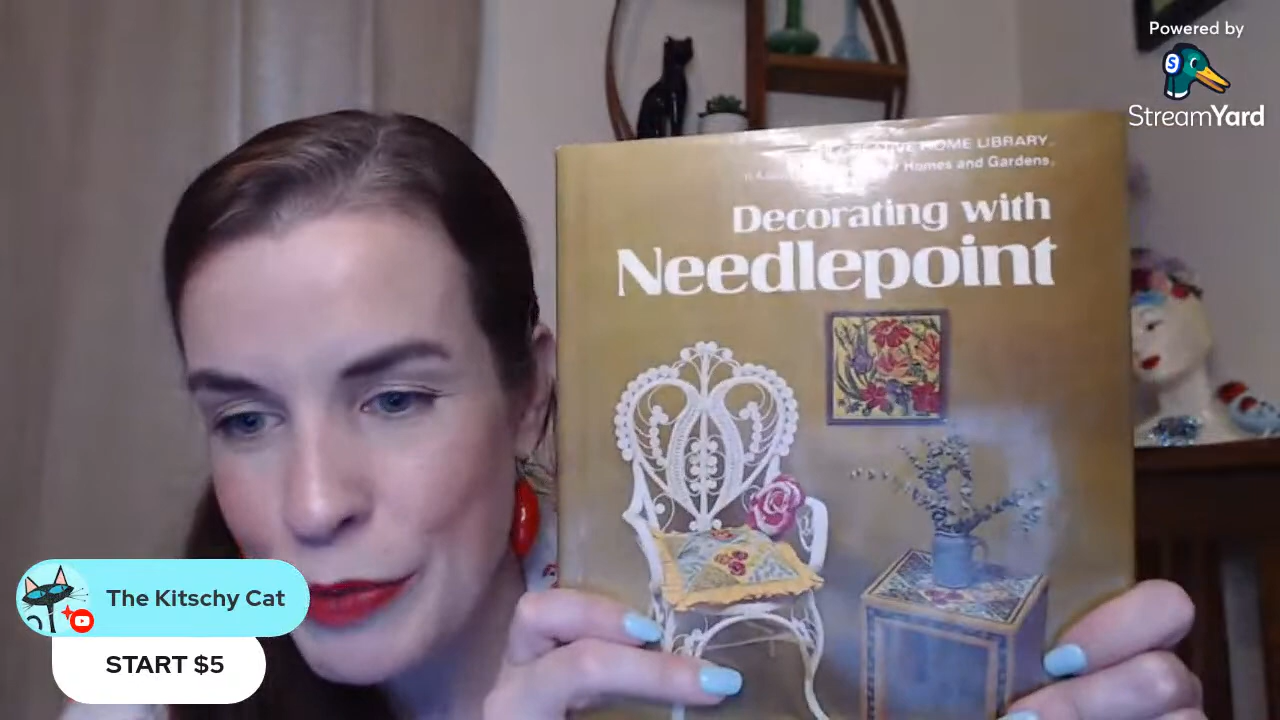 Powered by
StreamYard
HOME LIBRARY
Homes and Gardens
Decorating with
Needlepoint
The Kitschy Cat
START $5